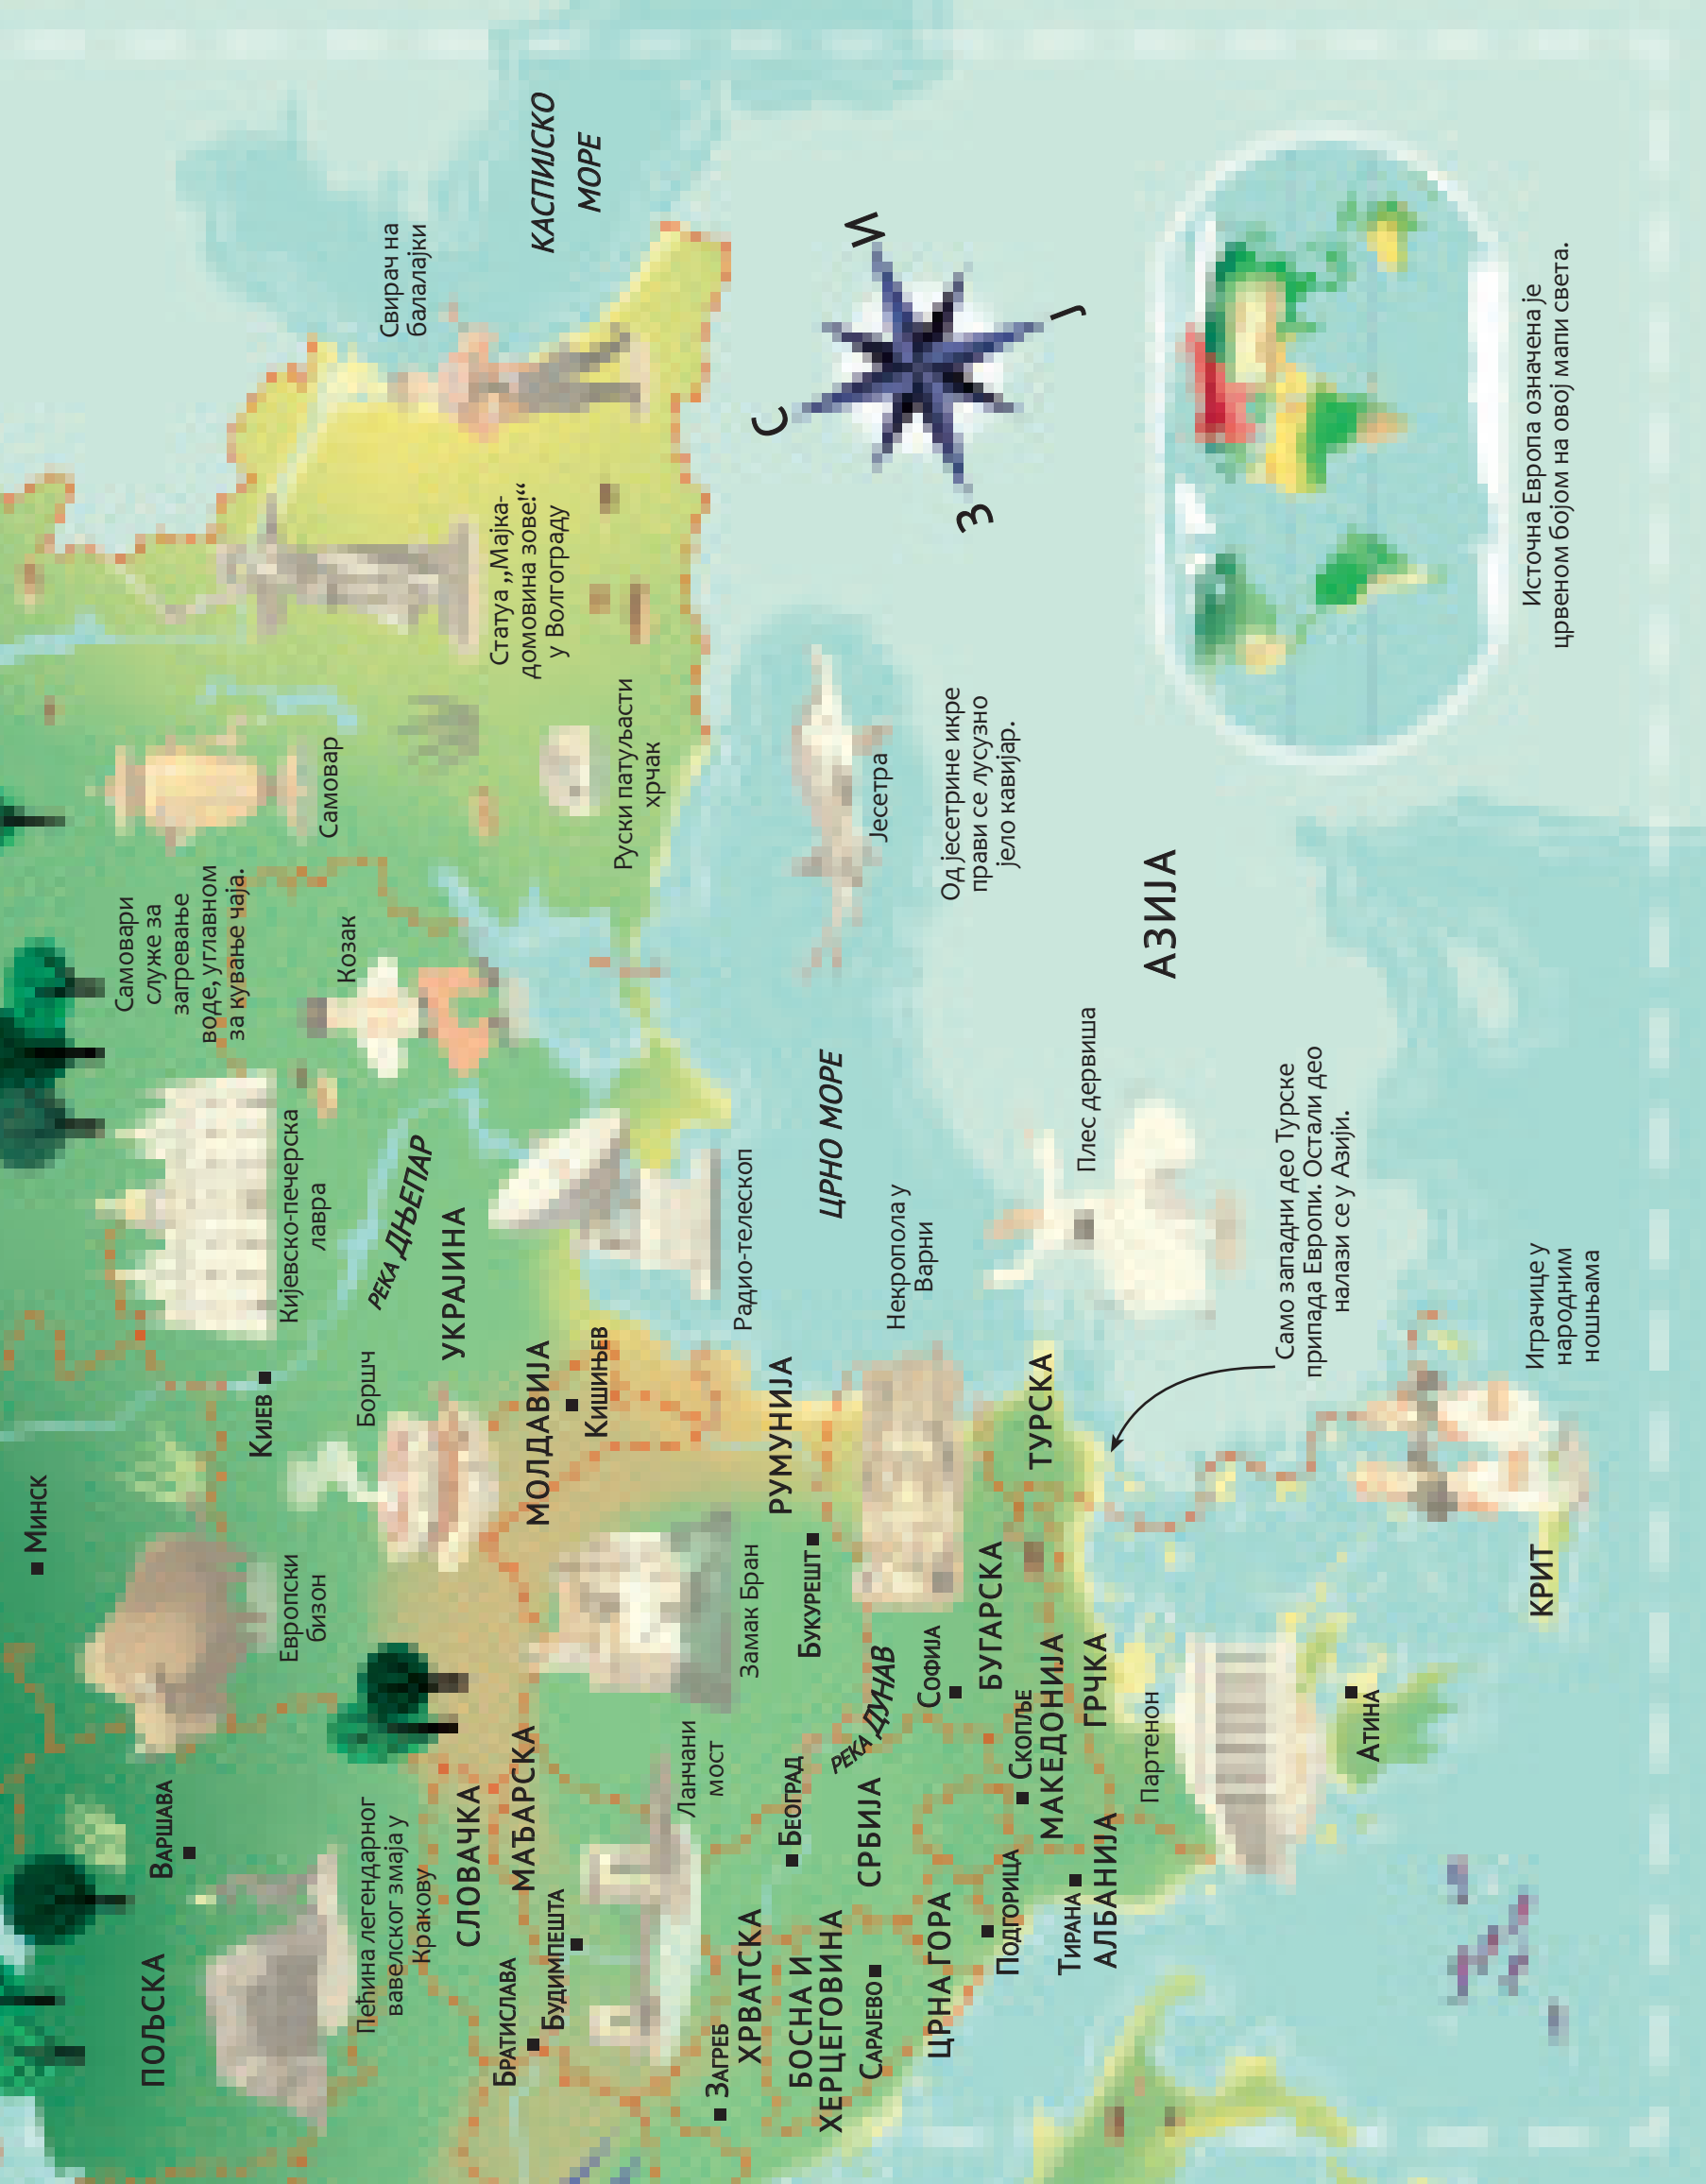 Минск
Варшава
ПОЉСКА
Самовари
служе за
загревање
воде, углавном
за кување чаја.
Самовар
Козак
Кијевско-печерска
лавра
Кијев
Европски
бизон
Пећина легендарног
вавелског змаја у
Кракову
Боршч
РЕКА ДЊЕПАР
УКРАЈИНА
Свирач на
балалајки
КАСПИЈСКО
МОРЕ
Статуа „Мајка-
домовина зове!“
у Волгограду
Руски патуљасти
хрчак
МОЛДАВИЈА
Кишињев
СЛОВАЧКА
МАЂАРСКА
Братислава
Будимпешта
Ланчани
мост
Замак Бран
РУМУНИЈА
Букурешт
Радио-телескоп
ЦРНО МОРЕ
Јесетра
Од јесетрине икре
прави се лусузно
јело кавијар.
С
И
Ј
З
Загреб
ХРВАТСКА
БОСНА И
ХЕРЦЕГОВИНА
Сарајево
Београд
СРБИЈА
РЕКА ДУНАВ
Некропола у
Варни
Софија
БУГАРСКА
ЦРНА ГОРА
Подгорица
Скопље
МАКЕДОНИЈА
Тирана
АЛБАНИЈА
ГРЧКА
ТУРСКА
Плес дервиша
АЗИЈА
Партенон
Само западни део Турске
припада Европи. Остали део
налази се у Азији.
Атина
КРИТ
Играчице у
народним
ношњама
Источна Европа означена је
црвеном бојом на овој мапи света.